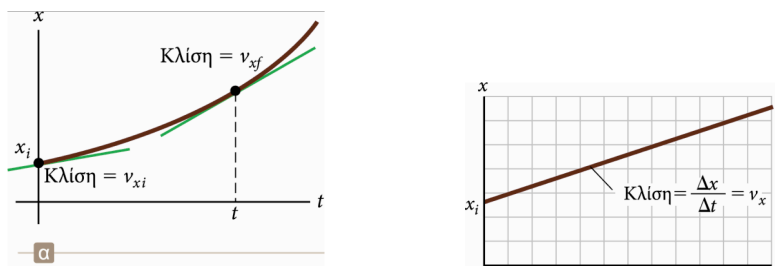 x
Κλίση = v_xf
x_i
Κλίση = v_xi
t
t
α
x
x_i
Κλίση = Δx/Δt = v_x